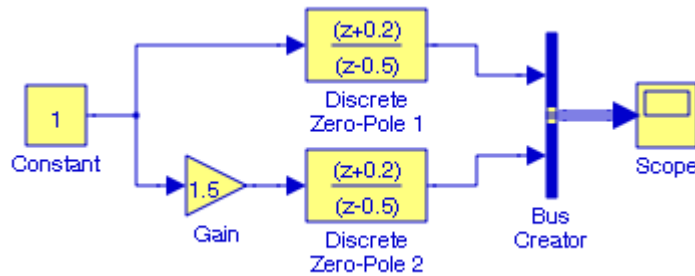 (z+0.2)
(z-0.5)
Discrete
Zero-Pole 1
1
Constant
1.5
Gain
(z+0.2)
(z-0.5)
Discrete
Zero-Pole 2
Bus
Creator
Scope